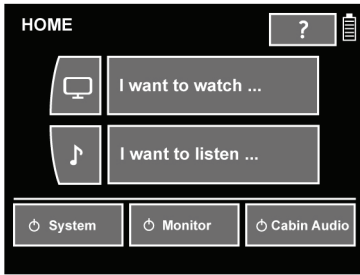 HOME
?
I want to watch ...
I want to listen ...
System
Monitor
Cabin Audio